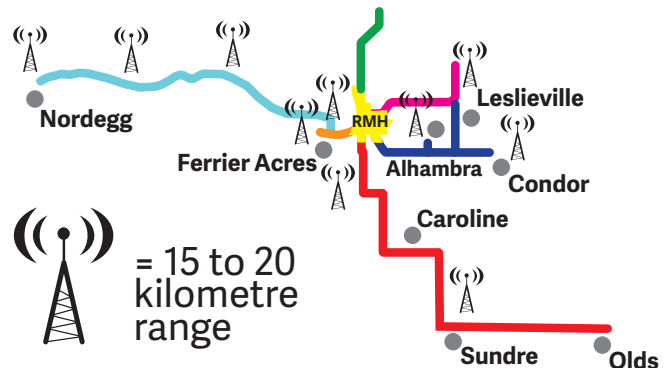 Nordegg
RMH
Leslieville
Ferrier Acres
Alhambra
Condor
Caroline
= 15 to 20
kilometre
range
Sundre
Olds